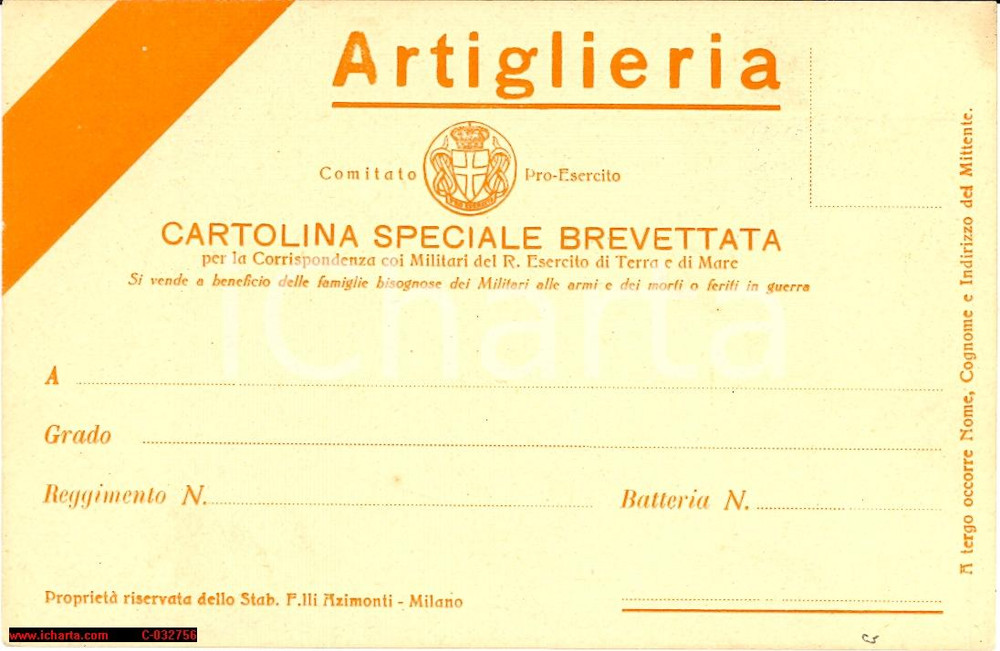 Artiglieria
Comitato Pro-Esercito
CARTOLINA SPECIALE BREVETTATA
per la Corrispondenza coi Militari del R. Esercito di Terra e di Mare
Si vende a beneficio delle famiglie bisognose dei Militari alle armi e dei morti o feriti in guerra
icharta
A
Grado
Reggimento N. Batteria N.
Proprietà riservata dello Stab. F.lli Azimonti - Milano
A tergo occorre Nome, Cognome e Indirizzo del Mittente.
www.icharta.com C-032756